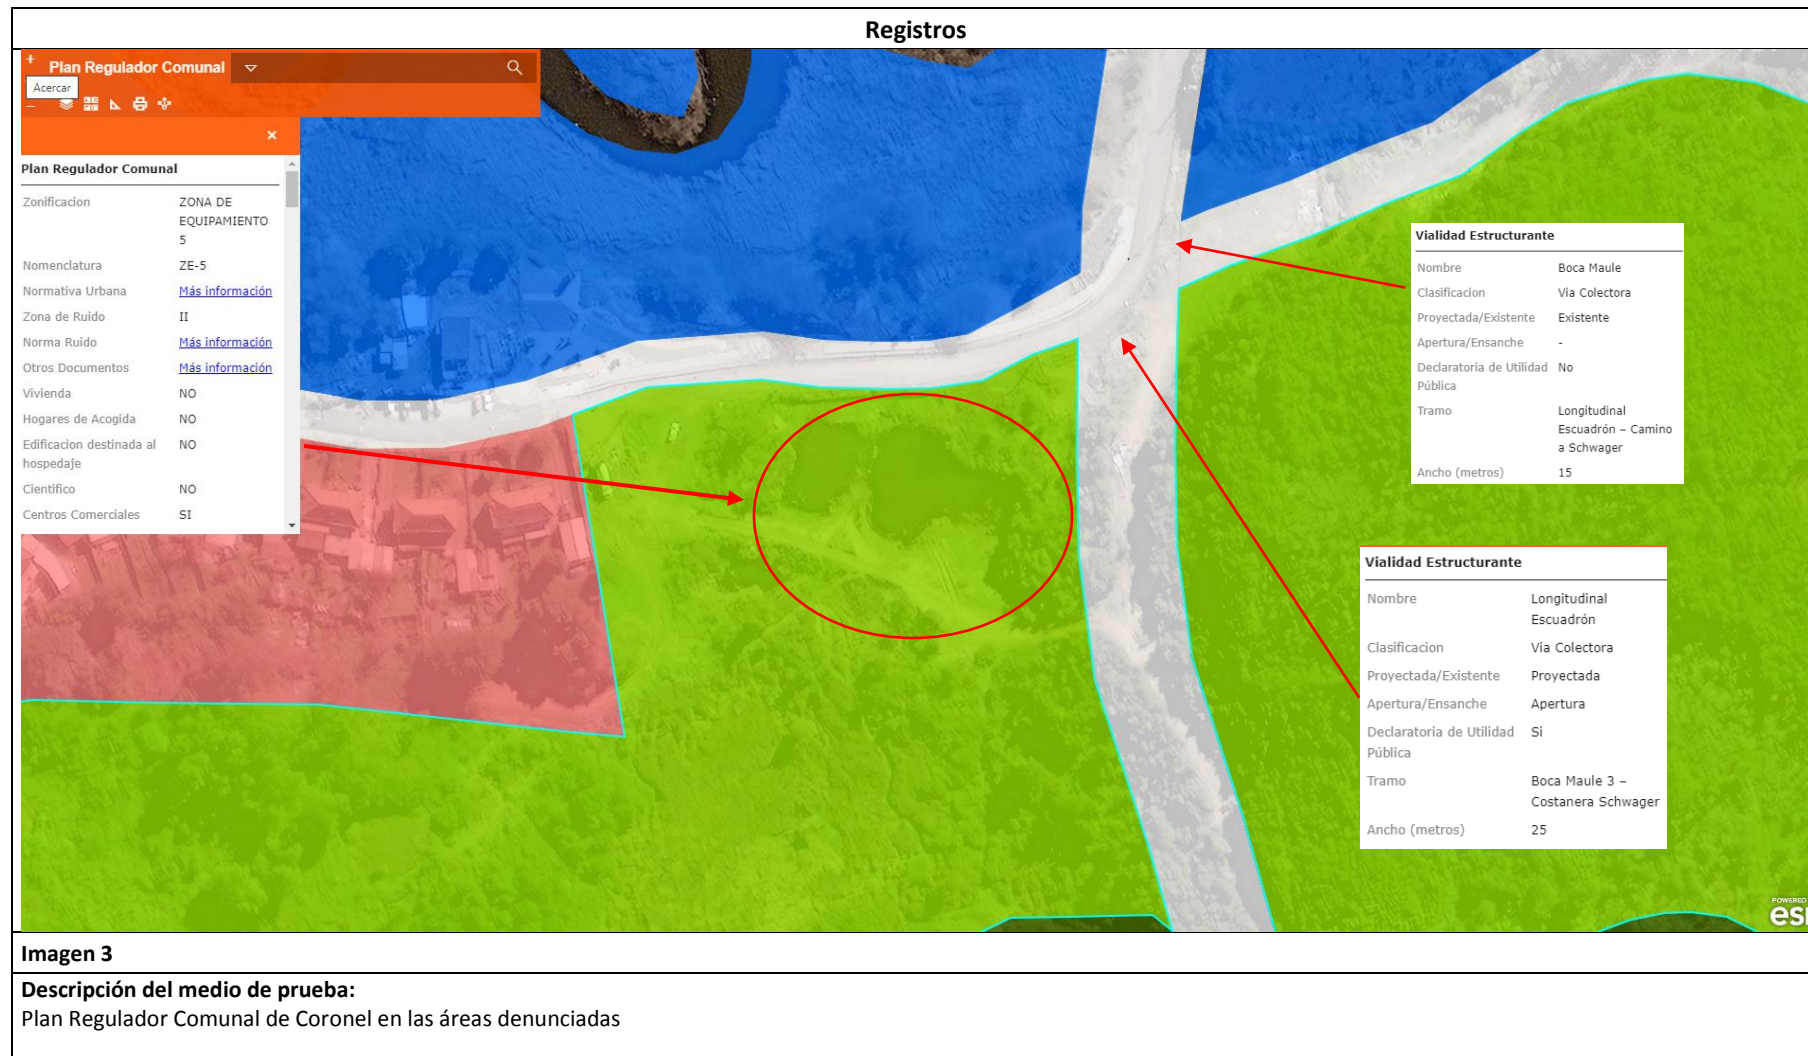 Registros
Plan Regulador Comunal
Acercar
Plan Regulador Comunal
Zonificacion ZONA DE
EQUIPAMIENTO
5
Nomenclatura ZE-5
Normativa Urbana Más información
Zona de Ruido II
Norma Ruido Más información
Otros Documentos Más información
Vivienda NO
Hogares de Acogida NO
Edificacion destinada al NO
hospedaje
Cientifico NO
Centros Comerciales SI
Vialidad Estructurante
Nombre Boca Maule
Clasificacion Via Colectora
Proyectada/Existente Existente
Apertura/Ensanche -
Declaratoria de Utilidad No
Pública
Tramo Longitudinal
Escuadrón – Camino
a Schwager
Ancho (metros) 15
Vialidad Estructurante
Nombre Longitudinal
Escuadrón
Clasificacion Via Colectora
Proyectada/Existente Proyectada
Apertura/Ensanche Apertura
Declaratoria de Utilidad Si
Pública
Tramo Boca Maule 3 –
Costanera Schwager
Ancho (metros) 25
POWERED
Imagen 3
Descripción del medio de prueba:
Plan Regulador Comunal de Coronel en las áreas denunciadas